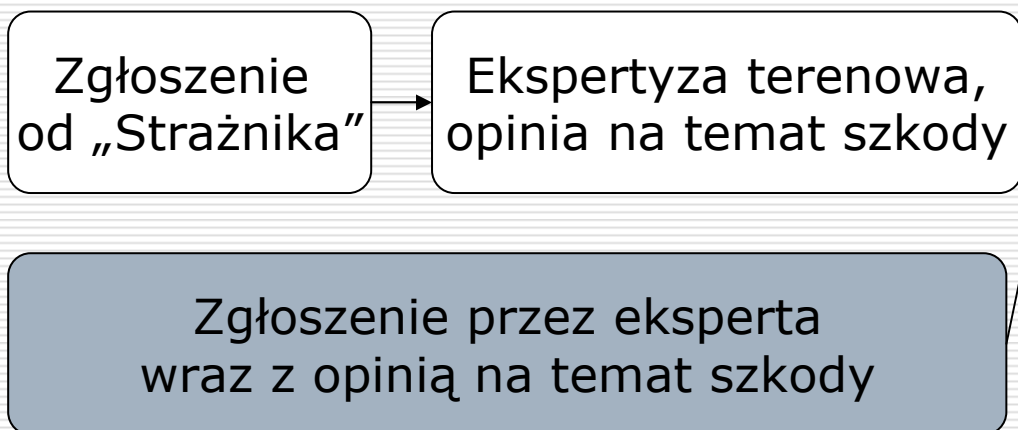 Zgłoszenie
od „Strażnika”
Ekspertyza terenowa,
opinia na temat szkody
Zgłoszenie przez eksperta
wraz z opinią na temat szkody